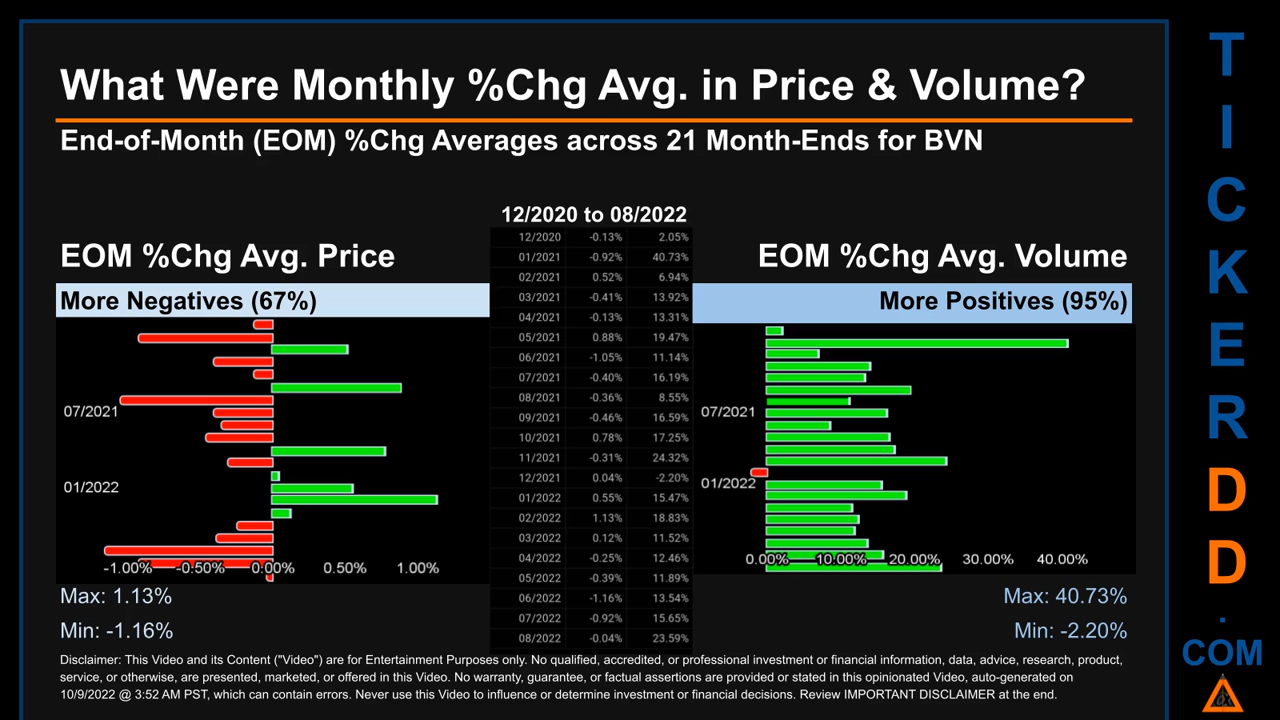 What Were Monthly %Chg Avg. in Price & Volume?
End-of-Month (EOM) %Chg Averages across 21 Month-Ends for BVN
12/2020 to 08/2022
EOM %Chg Avg. Price
More Negatives (67%)
07/2021
01/2022
-1.00% -0.50% 0.00% 0.50% 1.00%
Max: 1.13%
Min: -1.16%
12/2020 -0.13% 2.05%
01/2021 -0.92% 40.73%
02/2021 0.52% 6.94%
03/2021 -0.41% 13.92%
04/2021 -0.13% 13.31%
05/2021 0.88% 19.47%
06/2021 -1.05% 11.14%
07/2021 -0.40% 16.19%
08/2021 -0.36% 8.55%
09/2021 -0.46% 16.59%
10/2021 0.78% 17.25%
11/2021 -0.31% 24.32%
12/2021 0.04% -2.20%
01/2022 0.55% 15.47%
02/2022 1.13% 18.83%
03/2022 0.12% 11.52%
04/2022 -0.25% 12.46%
05/2022 -0.39% 11.89%
06/2022 -1.16% 13.54%
07/2022 -0.92% 15.65%
08/2022 -0.04% 23.59%
EOM %Chg Avg. Volume
More Positives (95%)
07/2021
01/2022
0.00% 10.00% 20.00% 30.00% 40.00%
Max: 40.73%
Min: -2.20%
Disclaimer: This Video and its Content ("Video") are for Entertainment Purposes only. No qualified, accredited, or professional investment or financial information, data, advice, research, product,
service, or otherwise, are presented, marketed, or offered in this Video. No warranty, guarantee, or factual assertions are provided or stated in this opinionated Video, auto-generated on
10/9/2022 @ 3:52 AM PST, which can contain errors. Never use this Video to influence or determine investment or financial decisions. Review IMPORTANT DISCLAIMER at the end.
T
I
C
K
E
R
D
D
.
COM